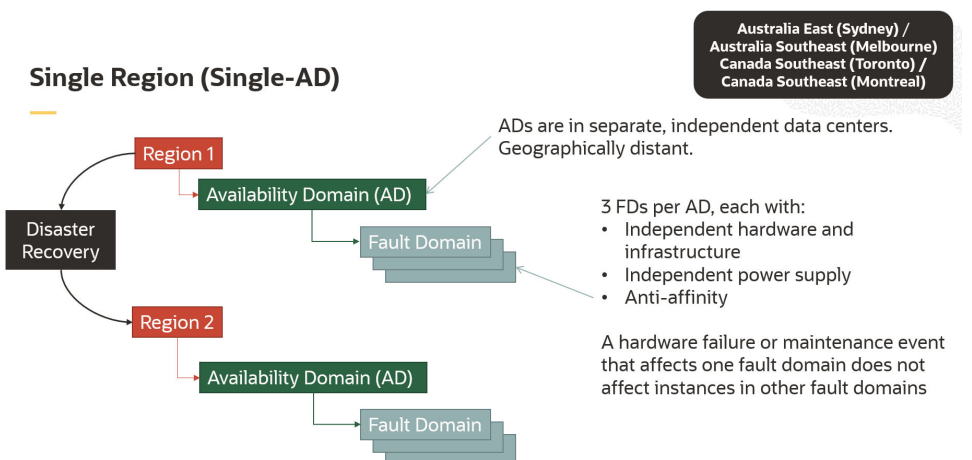 Australia East (Sydney) /
Australia Southeast (Melbourne)
Canada Southeast (Toronto) /
Canada Southeast (Montreal)
Single Region (Single-AD)
ADs are in separate, independent data centers.
Geographically distant.
Region 1
Availability Domain (AD)
Disaster
Recovery
Fault Domain
3 FDs per AD, each with:
• Independent hardware and
infrastructure
• Independent power supply
• Anti-affinity
Region 2
A hardware failure or maintenance event
that affects one fault domain does not
affect instances in other fault domains
Availability Domain (AD)
Fault Domain